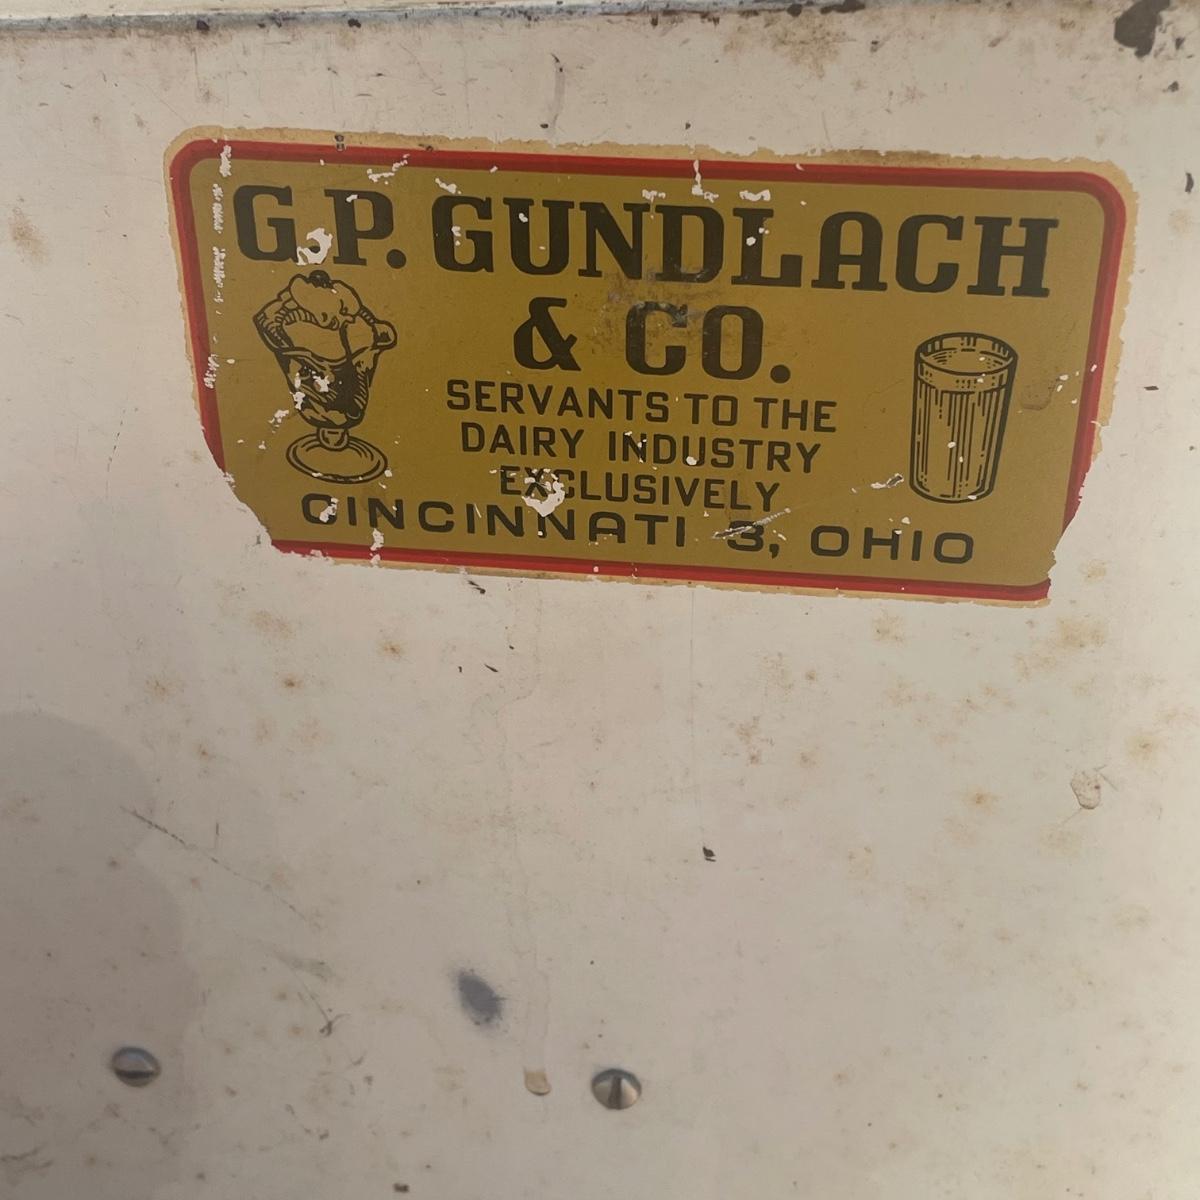 G.P. GUNDLACH
& CO.
SERVANTS TO THE
DAIRY INDUSTRY
EXCLUSIVELY
CINCINNATI 3, OHIO